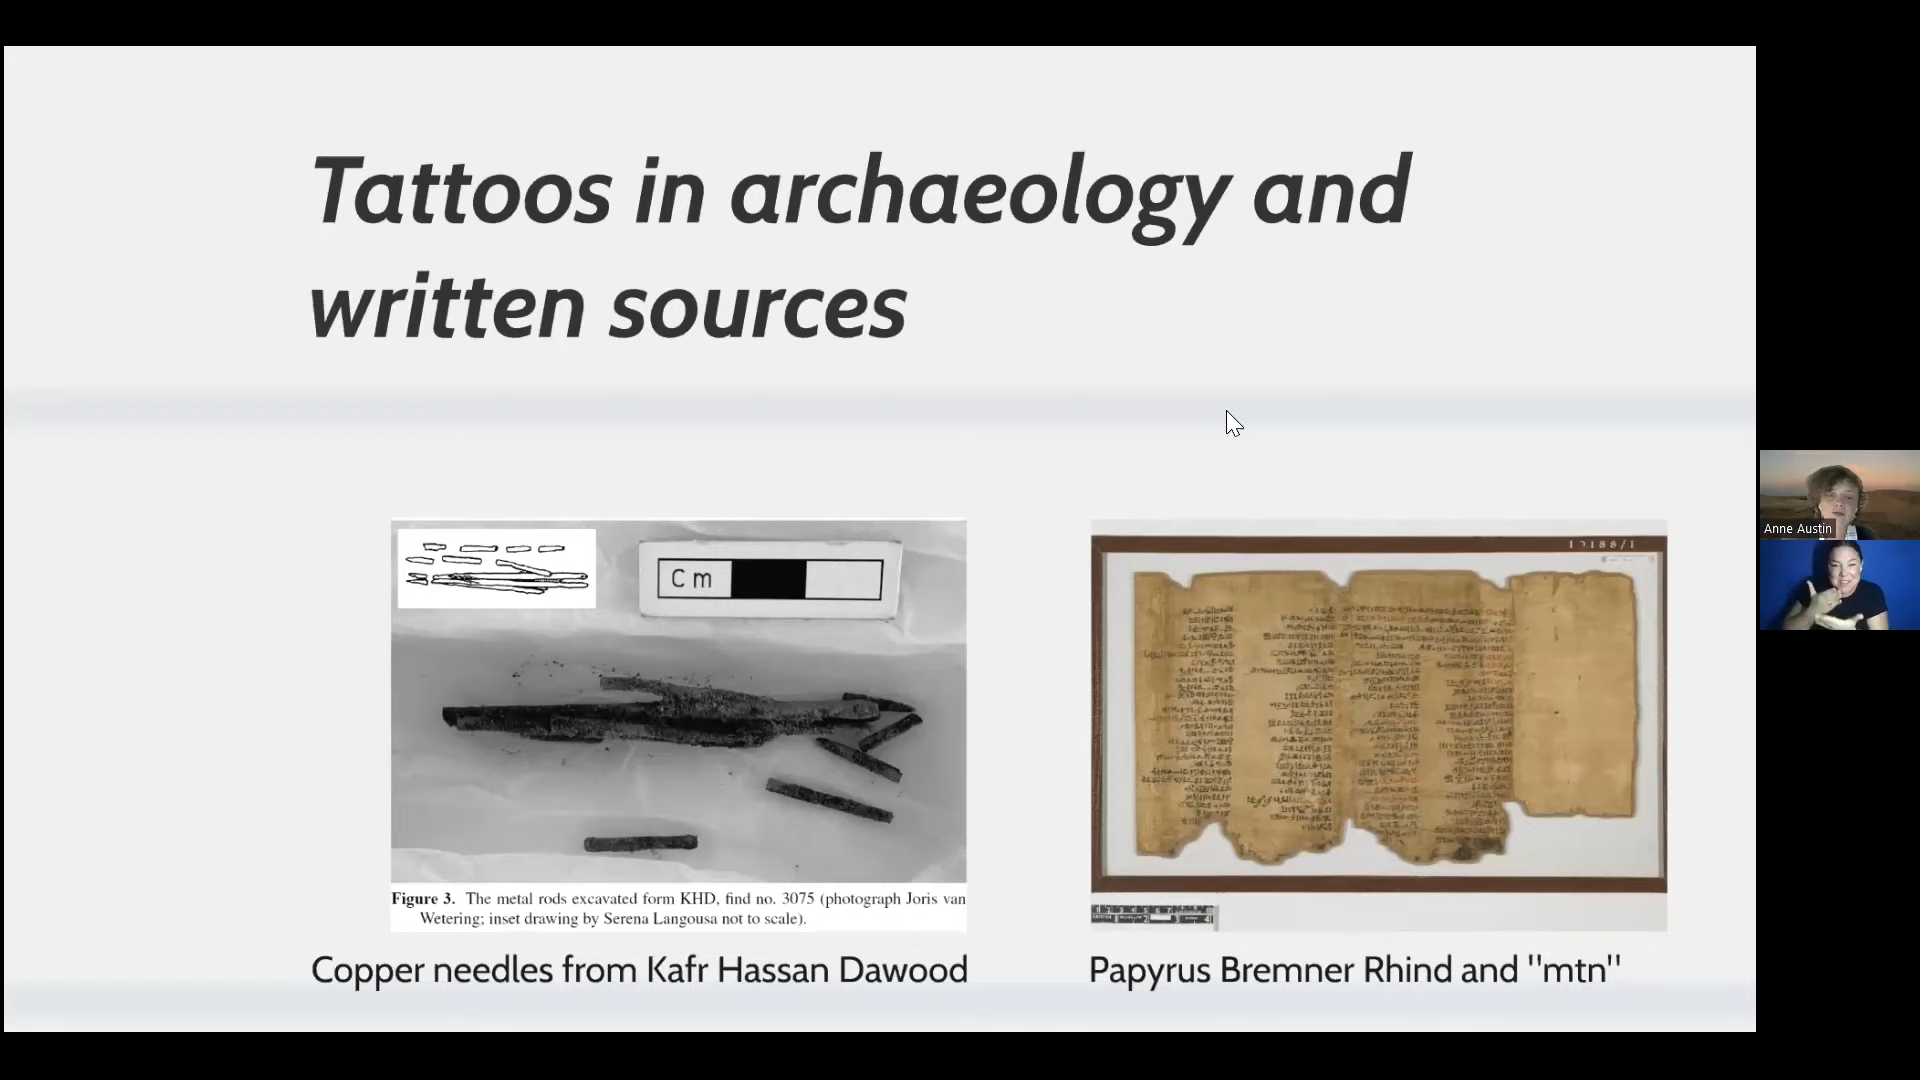 Tattoos in archaeology and
written sources
Cm
Figure 3. The metal rods excavated form KHD, find no. 3075 (photograph Joris van
Wetering; inset drawing by Serena Langousa not to scale).
Copper needles from Kafr Hassan Dawood
Papyrus Bremner Rhind and "mtn"
Anne Austin